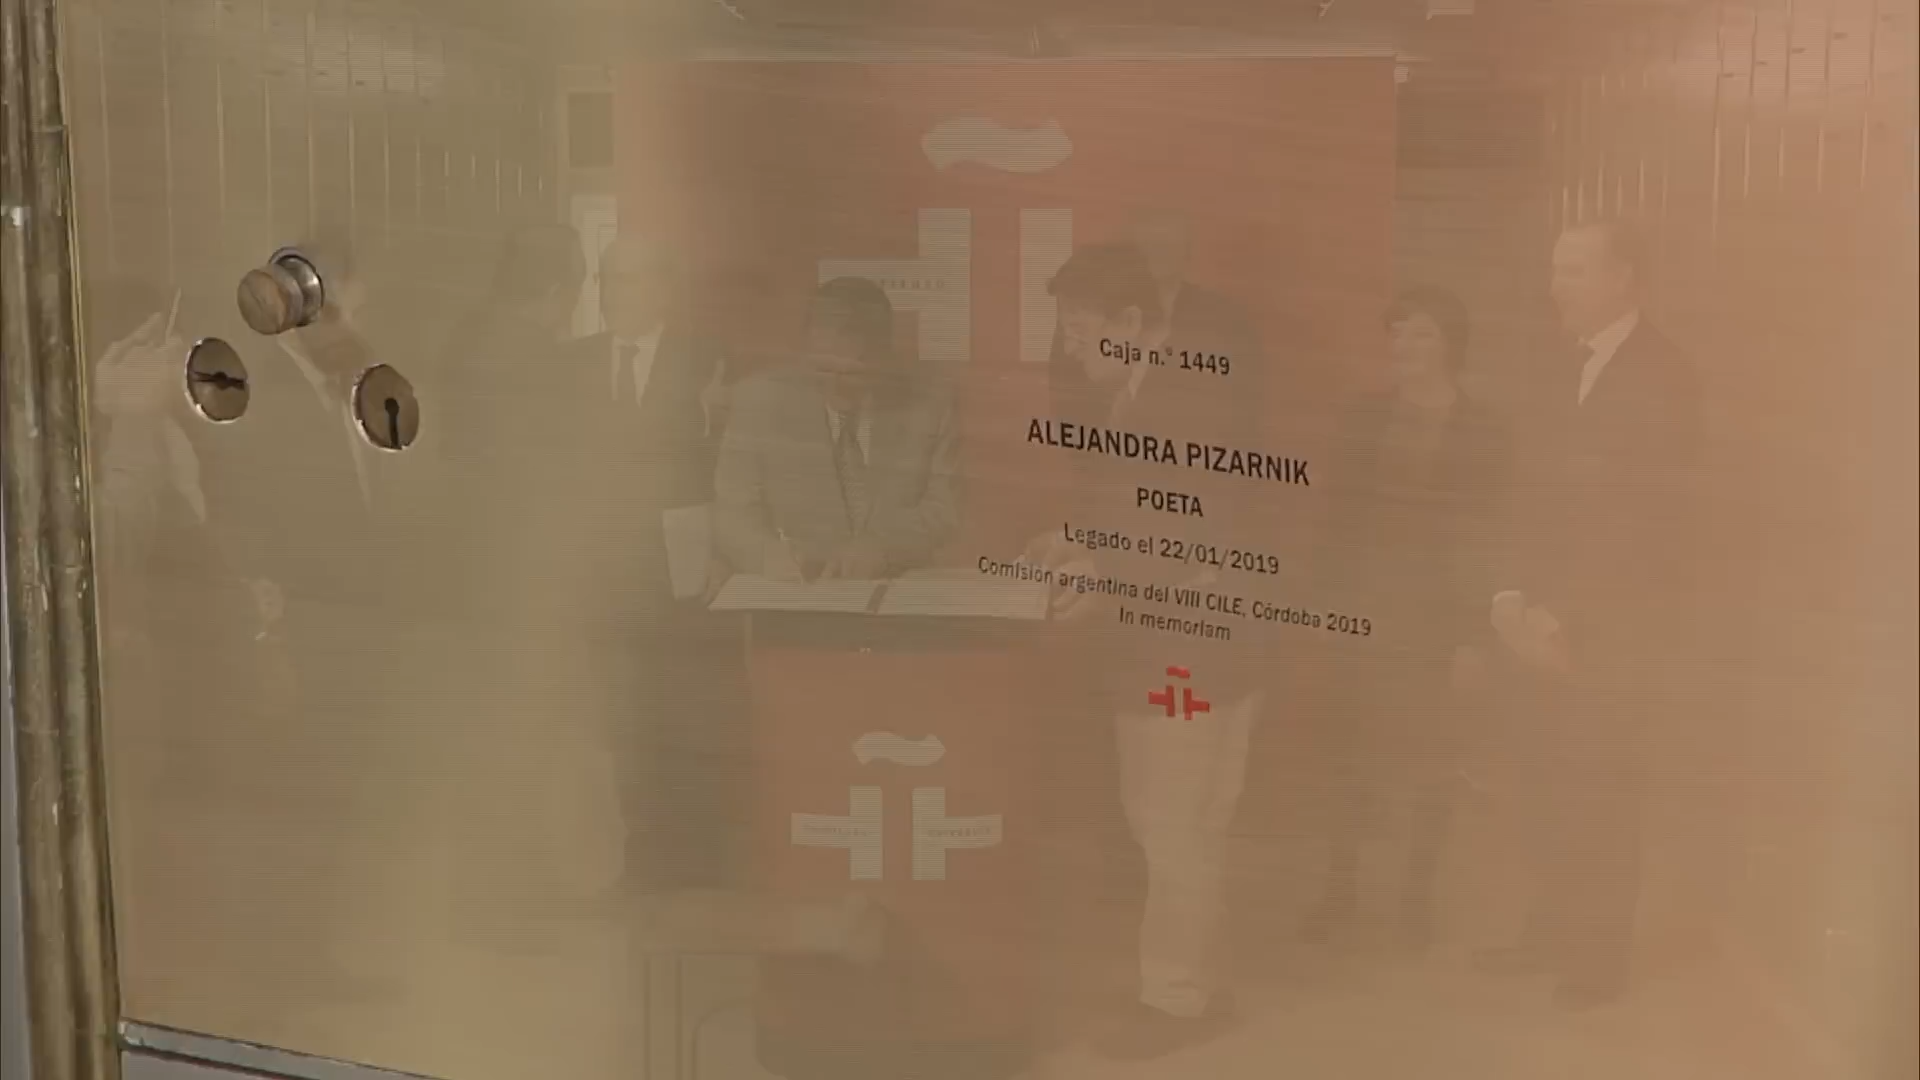 Caja n.º 1449
ALEJANDRA PIZARNIK
POETA
Legado el 22/01/2019
Comisión argentina del VIII CILE, Córdoba 2019
In memoriam